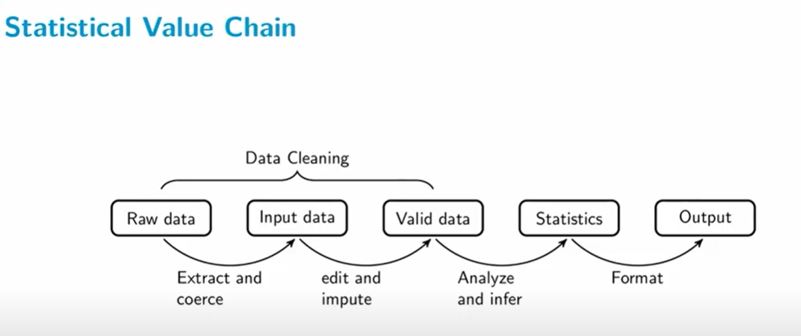 Statistical Value Chain
Data Cleaning
Raw data
Input data
Valid data
Statistics
Output
Extract and
coerce
edit and
impute
Analyze
and infer
Format